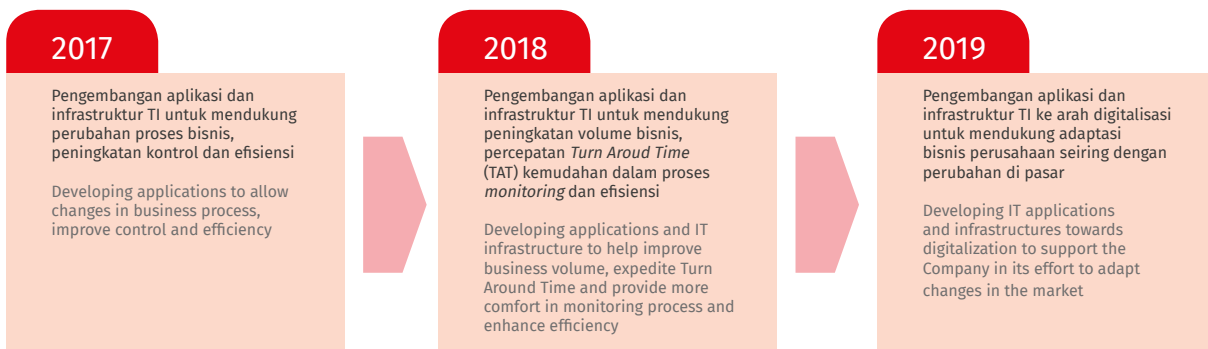 2017
Pengembangan aplikasi dan
infrastruktur TI untuk mendukung
perubahan proses bisnis,
peningkatan kontrol dan efisiensi
Developing applications to allow
changes in business process,
improve control and efficiency
2018
Pengembangan aplikasi dan
infrastruktur TI untuk mendukung
peningkatan volume bisnis,
percepatan Turn Aroud Time
(TAT) kemudahan dalam proses
monitoring dan efisiensi
Developing applications and IT
infrastructure to help improve
business volume, expedite Turn
Around Time and provide more
comfort in monitoring process and
enhance efficiency
2019
Pengembangan aplikasi dan
infrastruktur TI ke arah digitalisasi
untuk mendukung adaptasi
bisnis perusahaan seiring dengan
perubahan di pasar
Developing IT applications
and infrastructures towards
digitalization to support the
Company in its effort to adapt
changes in the market